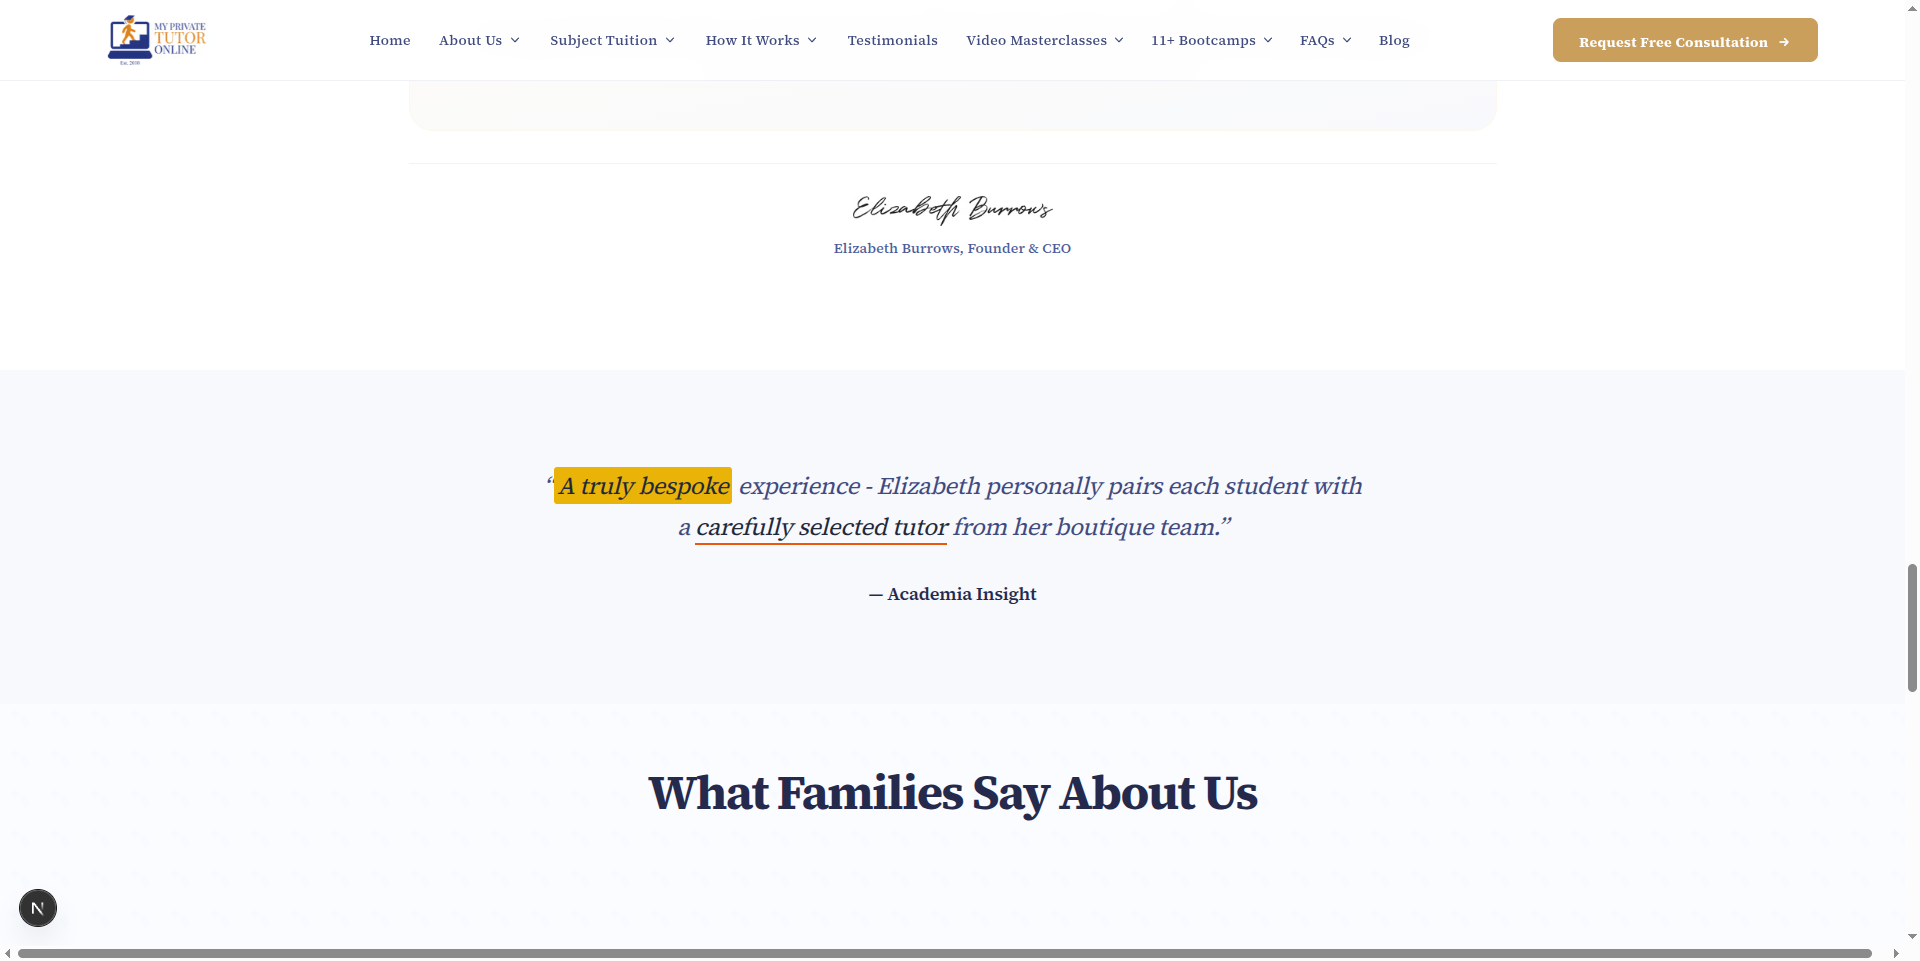 MY PRIVATE
TUTOR
ONLINE
Est. 2010
Home About Us Subject Tuition How It Works Testimonials Video Masterclasses 11+ Bootcamps FAQs Blog
Request Free Consultation →
Elizabeth Burrows
Elizabeth Burrows, Founder & CEO
“A truly bespoke experience - Elizabeth personally pairs each student with
a carefully selected tutor from her boutique team.”
— Academia Insight
What Families Say About Us
N